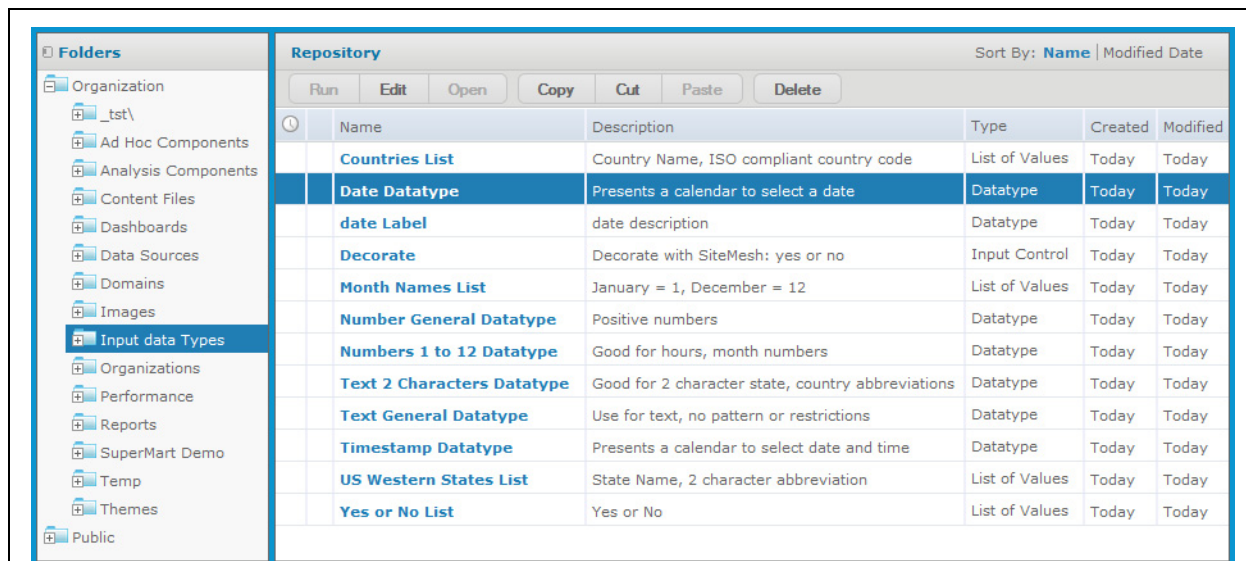 Folders
Organization
_tst\
Ad Hoc Components
Analysis Components
Content Files
Dashboards
Data Sources
Domains
Images
Input data Types
Organizations
Performance
Reports
SuperMart Demo
Temp
Themes
Public
Repository Sort By: Name | Modified Date
Run Edit Open Copy Cut Paste Delete
Name Description Type Created Modified
Countries List Country Name, ISO compliant country code List of Values Today Today
Date Datatype Presents a calendar to select a date Datatype Today Today
date Label date description Datatype Today Today
Decorate Decorate with SiteMesh: yes or no Input Control Today Today
Month Names List January = 1, December = 12 List of Values Today Today
Number General Datatype Positive numbers Datatype Today Today
Numbers 1 to 12 Datatype Good for hours, month numbers Datatype Today Today
Text 2 Characters Datatype Good for 2 character state, country abbreviations Datatype Today Today
Text General Datatype Use for text, no pattern or restrictions Datatype Today Today
Timestamp Datatype Presents a calendar to select date and time Datatype Today Today
US Western States List State Name, 2 character abbreviation List of Values Today Today
Yes or No List Yes or No List of Values Today Today